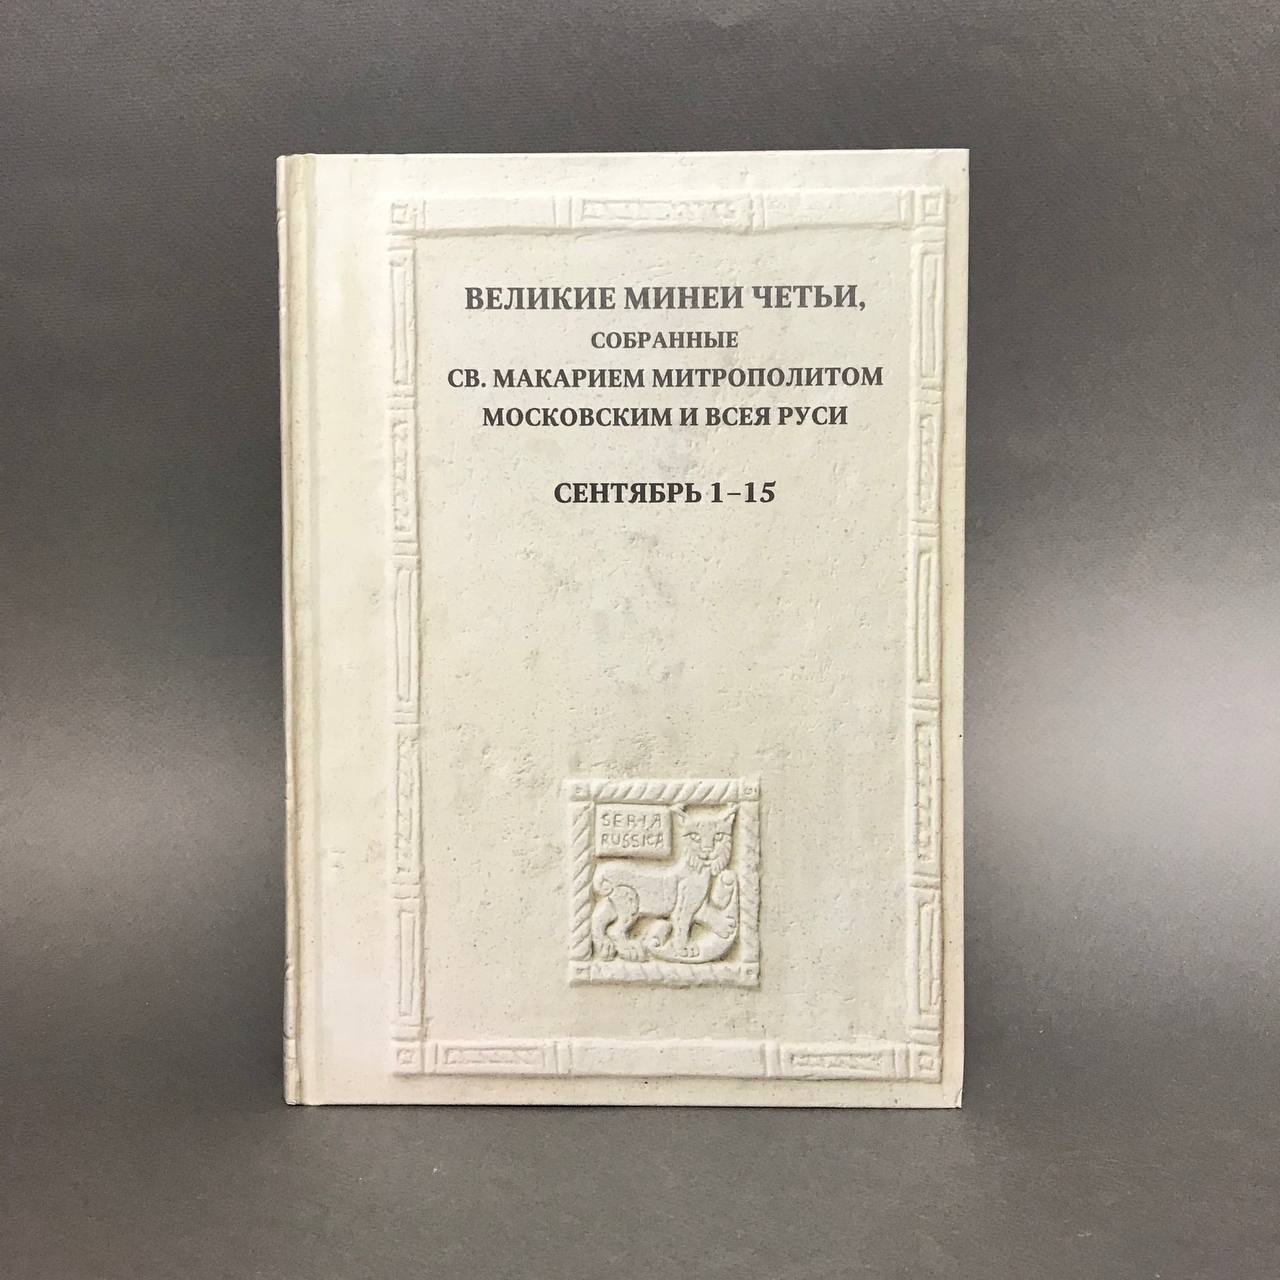 ВЕЛИКИЕ МИНЕИ ЧЕТЬИ,
СОБРАННЫЕ
СВ. МАКАРИЕМ МИТРОПОЛИТОМ
МОСКОВСКИМ И ВСЕЯ РУСИ
СЕНТЯБРЬ 1–15
SERIA
RUSSICA